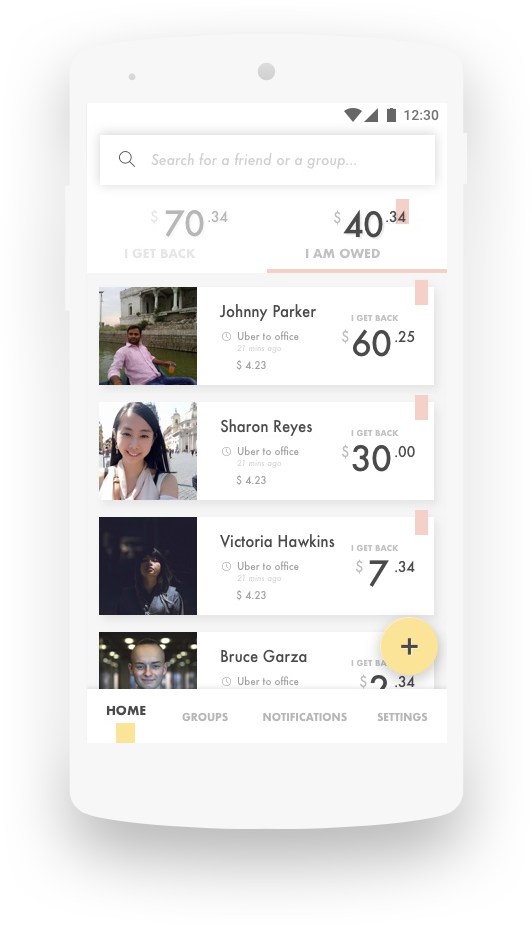 12:30
Search for a friend or a group...
$ 70.34
$ 40.34
I GET BACK
I AM OWED
Johnny Parker
Uber to office
21 mins ago
$ 4.23
I GET BACK
$ 60.25
Sharon Reyes
Uber to office
21 mins ago
$ 4.23
I GET BACK
$ 30.00
Victoria Hawkins
Uber to office
21 mins ago
$ 4.23
I GET BACK
$ 7.34
Bruce Garza
Uber to office
I GET BA
$ 2.34
+
HOME
GROUPS
NOTIFICATIONS
SETTINGS